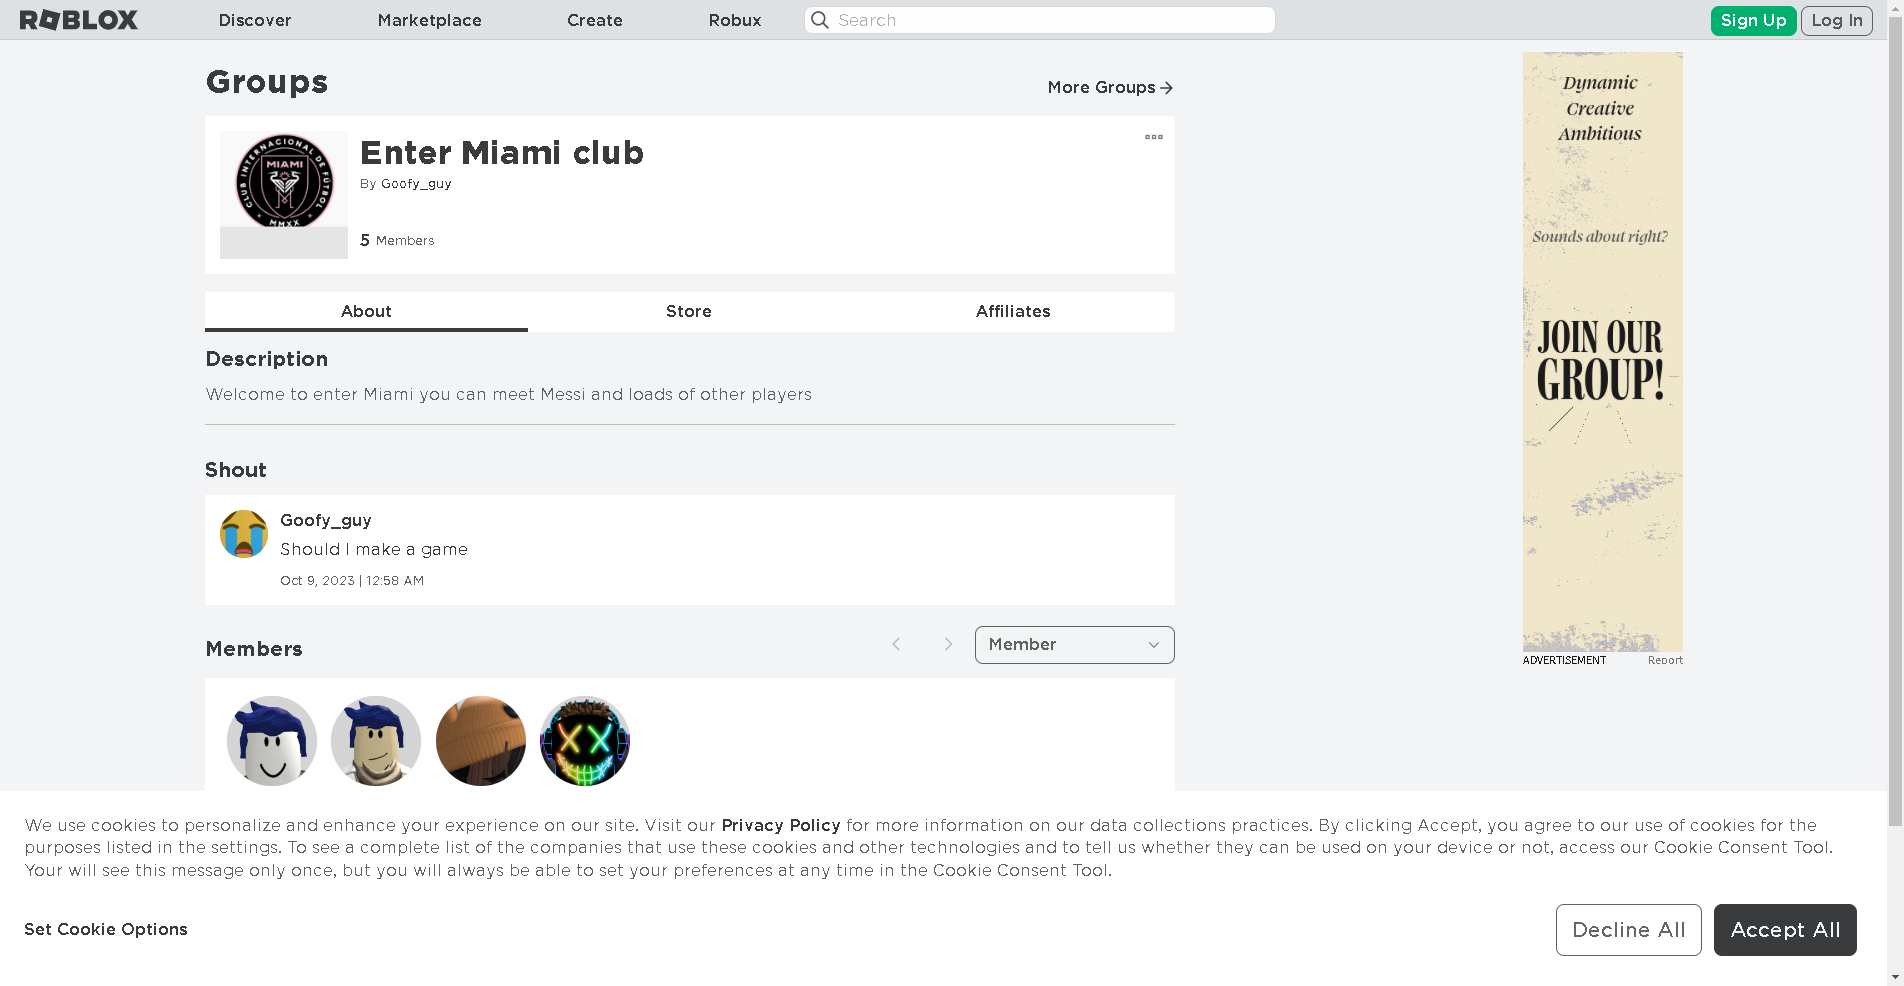 ROBLOX
Discover
Marketplace
Create
Robux
Search
Sign Up
Log In
Groups
More Groups
CLUB INTERNACIONAL DE FÚTBOL
MIAMI
MMXX
Enter Miami club
By Goofy_guy
5 Members
About
Store
Affiliates
Description
Welcome to enter Miami you can meet Messi and loads of other players
Shout
Goofy_guy
Should I make a game
Oct 9, 2023 | 12:58 AM
Members
Member
Dynamic
Creative
Ambitious
Sounds about right?
JOIN OUR
GROUP!
ADVERTISEMENT
Report
We use cookies to personalize and enhance your experience on our site. Visit our Privacy Policy for more information on our data collections practices. By clicking Accept, you agree to our use of cookies for the
purposes listed in the settings. To see a complete list of the companies that use these cookies and other technologies and to tell us whether they can be used on your device or not, access our Cookie Consent Tool.
Your will see this message only once, but you will always be able to set your preferences at any time in the Cookie Consent Tool.
Set Cookie Options
Decline All
Accept All